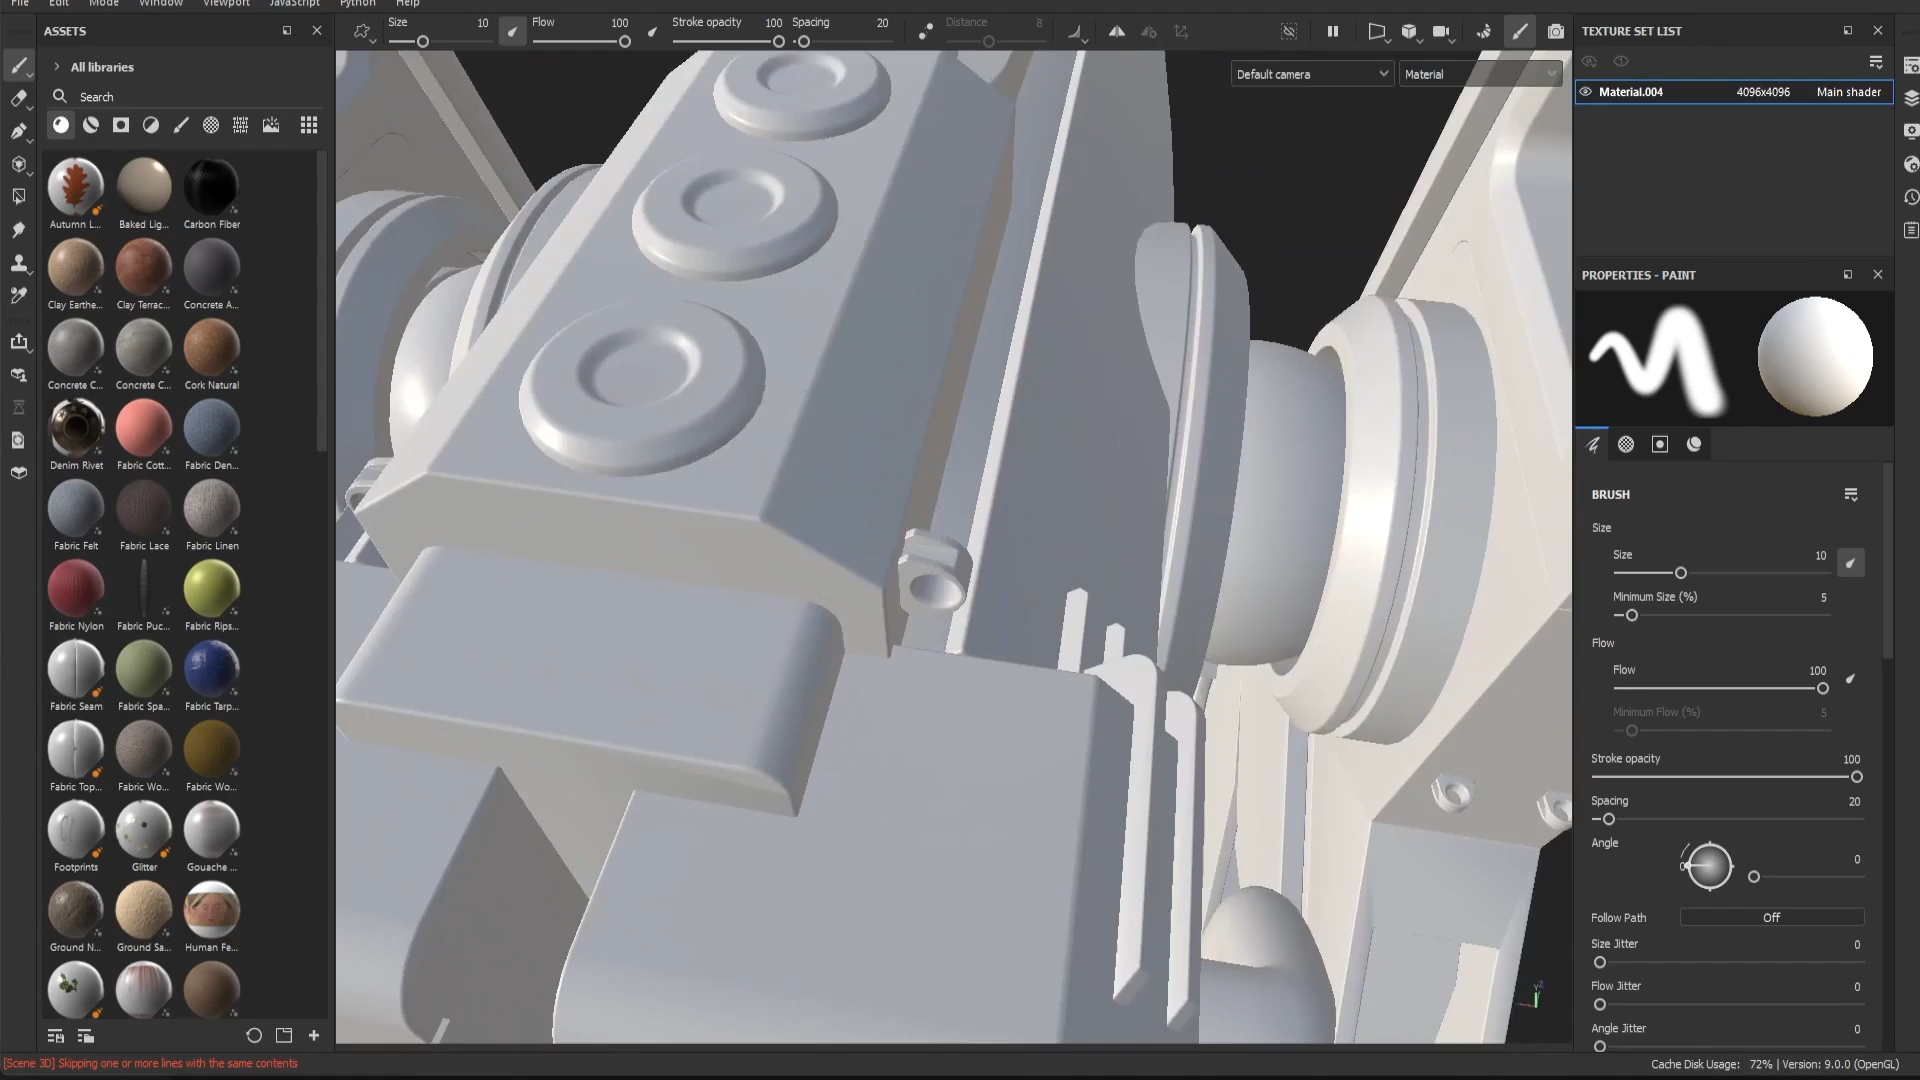 File Edit Mode Window Viewport JavaScript Python Help
ASSETS
All libraries
Search
Autumn L... Baked Lig... Carbon Fiber
Clay Earthe... Clay Terrac... Concrete A...
Concrete C... Concrete C... Cork Natural
Denim Rivet Fabric Cott... Fabric Den...
Fabric Felt Fabric Lace Fabric Linen
Fabric Nylon Fabric Puc... Fabric Rips...
Fabric Seam Fabric Spa... Fabric Tarp...
Fabric Top... Fabric Wo... Fabric Wo...
Footprints Glitter Gouache ...
Ground N... Ground Sa... Human Fe...
Size 10 Flow 100 Stroke opacity 100 Spacing 20 Distance 8
Default camera Material
TEXTURE SET LIST
Material.004 4096x4096 Main shader
PROPERTIES - PAINT
BRUSH
Size
Size 10
Minimum Size (%) 5
Flow
Flow 100
Minimum Flow (%) 5
Stroke opacity 100
Spacing 20
Angle
0
Follow Path Off
Size Jitter 0
Flow Jitter 0
Angle Jitter 0
[Scene 3D] Skipping one or more lines with the same contents
Cache Disk Usage: 72% | Version: 9.0.0 (OpenGL)